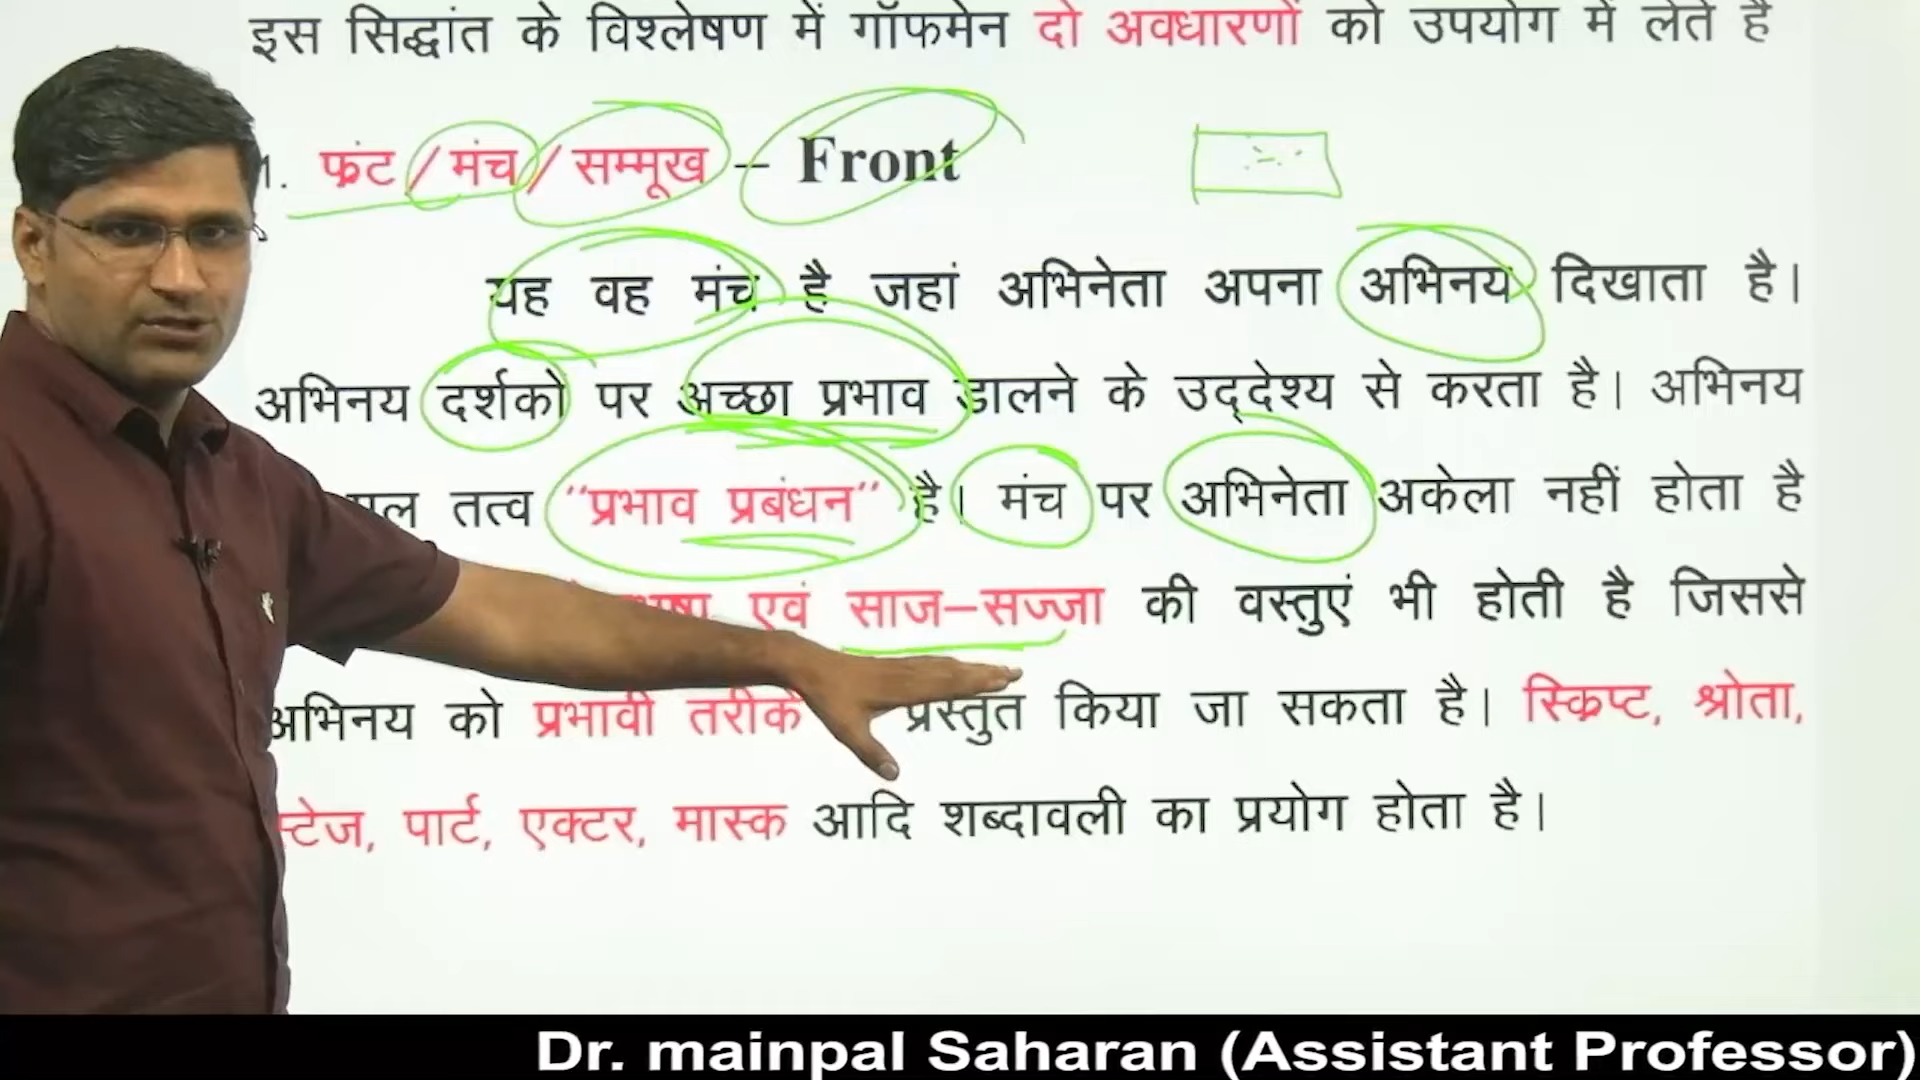 इस सिद्धांत के विश्लेषण में गॉफमेन दो अवधारणों को उपयोग में लेते है
1. फ्रंट / मंच / सम्मूख – Front
यह वह मंच है जहां अभिनेता अपना अभिनय दिखाता है।
अभिनय दर्शको पर अच्छा प्रभाव डालने के उद्देश्य से करता है। अभिनय
तत्व “प्रभाव प्रबंधन” है। मंच पर अभिनेता अकेला नहीं होता है
एवं साज–सज्जा की वस्तुएं भी होती है जिससे
अभिनय को प्रभावी तरीके प्रस्तुत किया जा सकता है। स्क्रिप्ट, श्रोता,
स्टेज, पार्ट, एक्टर, मास्क आदि शब्दावली का प्रयोग होता है।
Dr. mainpal Saharan (Assistant Professor)